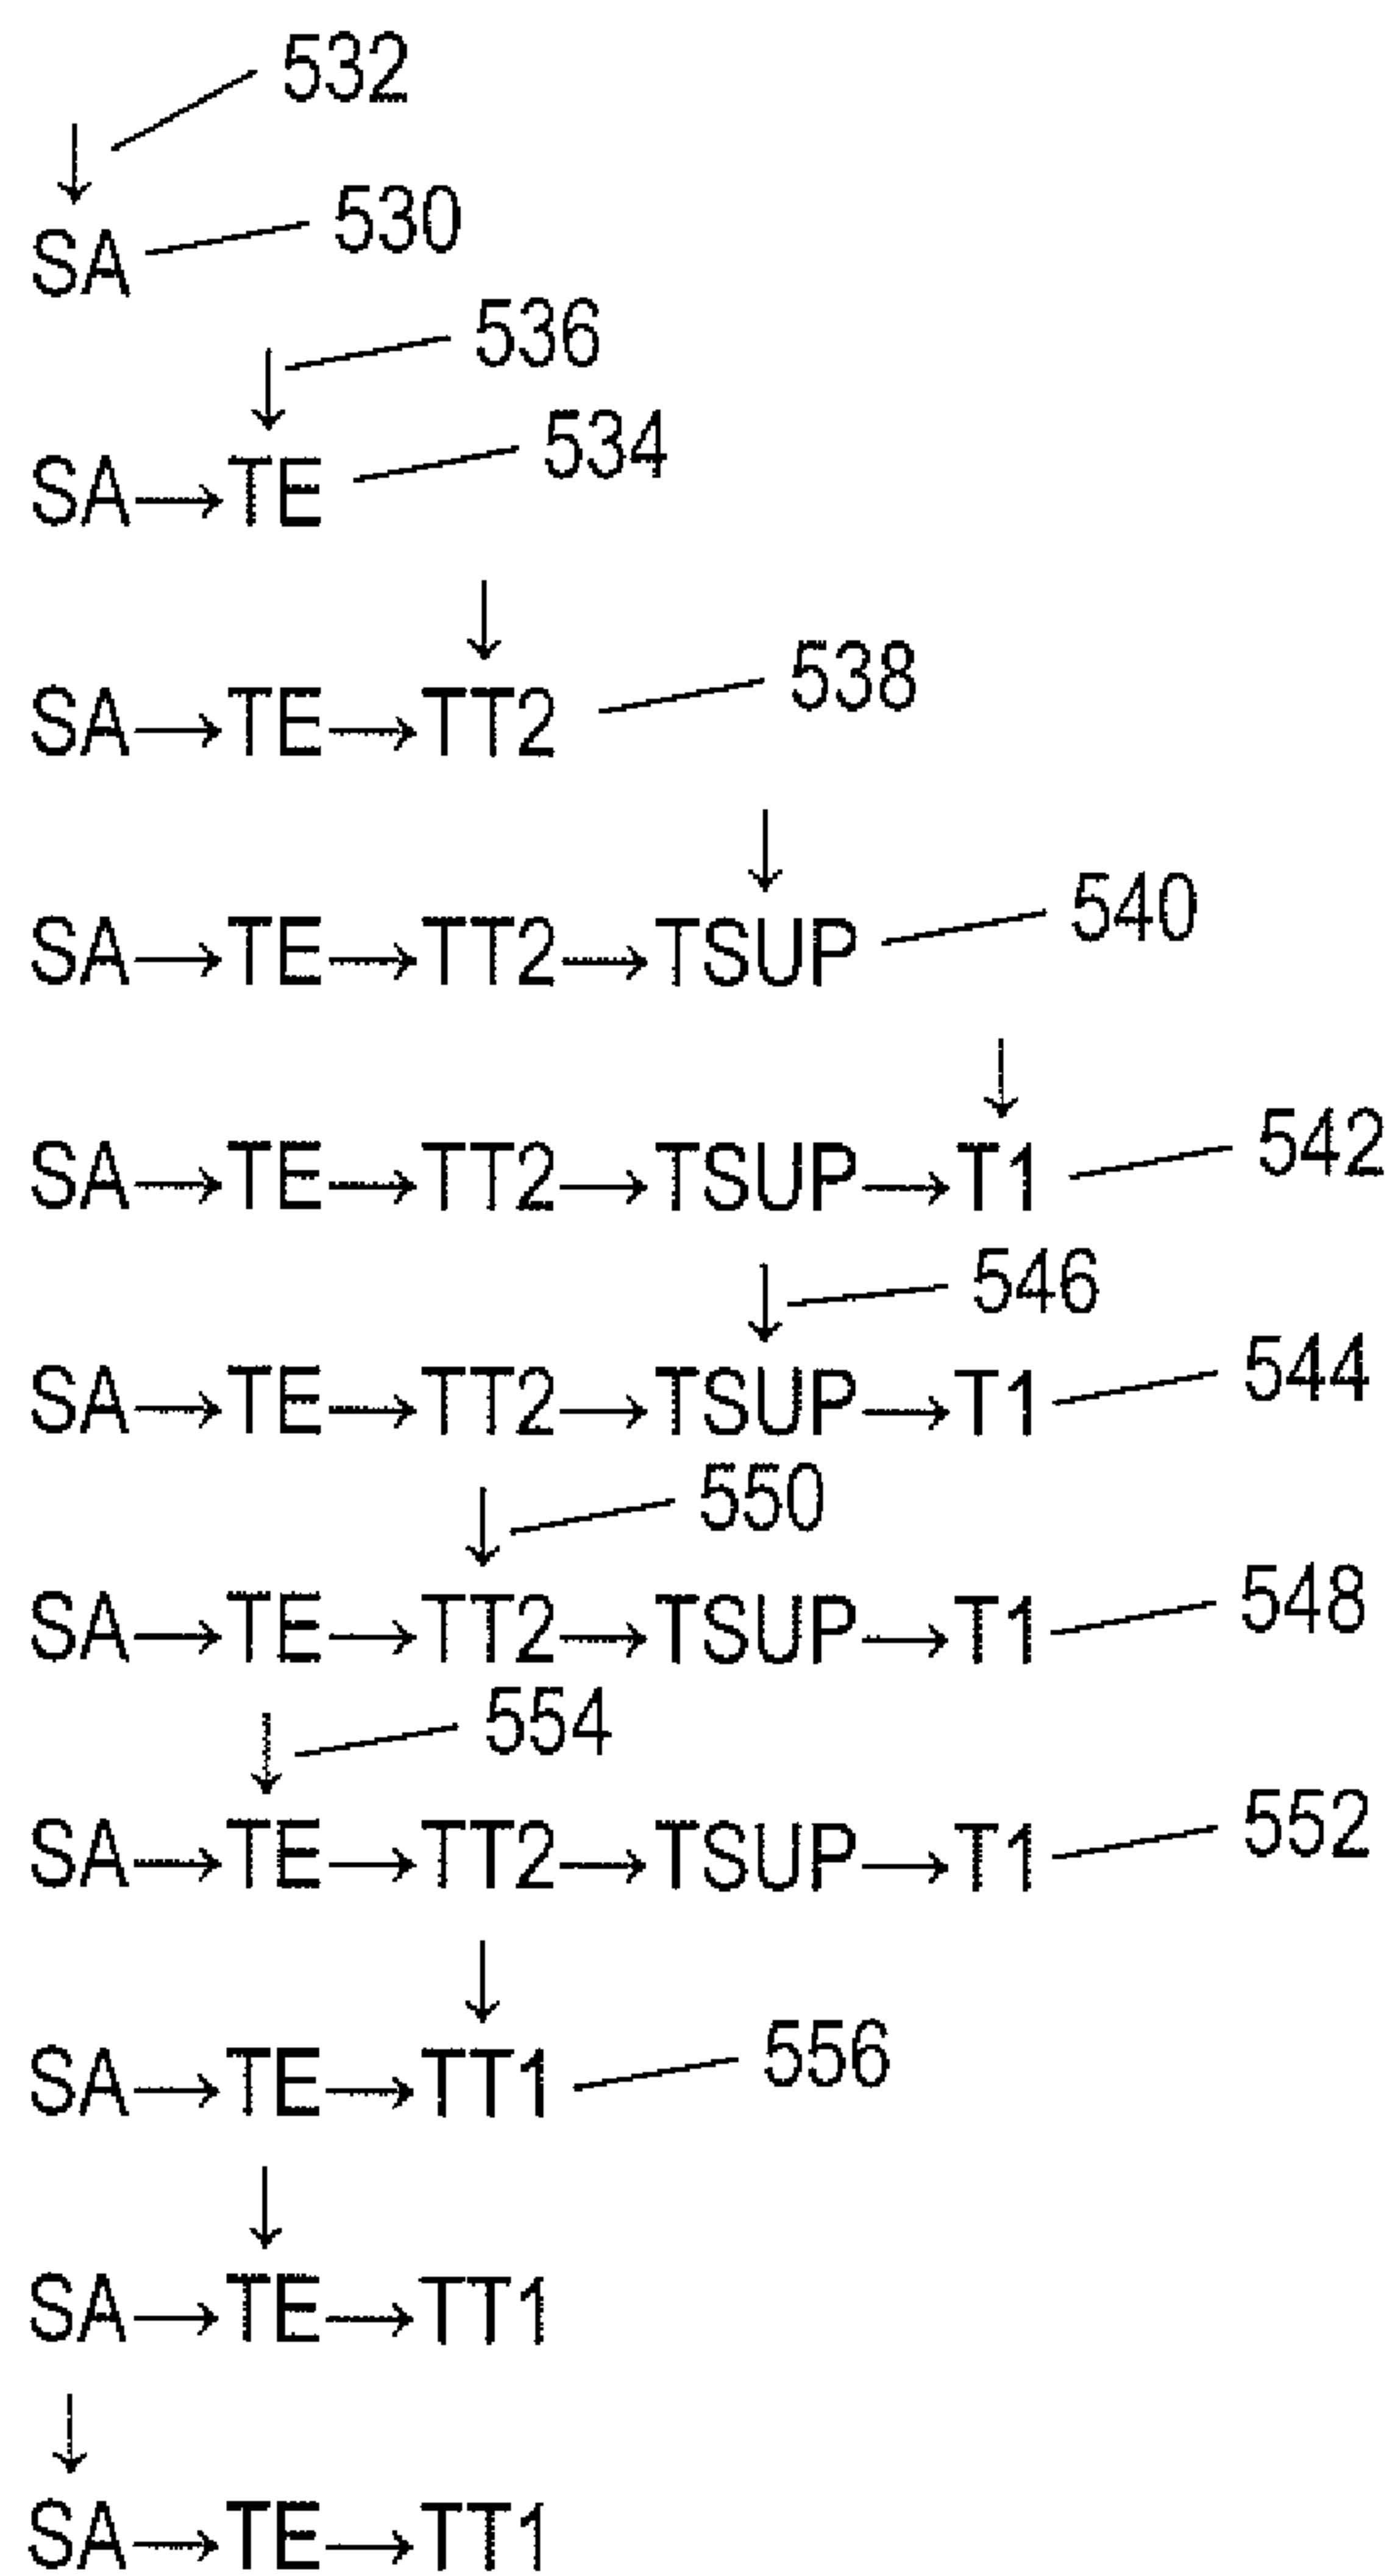 532
↓
SA 530
536
↓
SA→TE 534
↓
SA→TE→TT2 538
↓
SA→TE→TT2→TSUP 540
↓
SA→TE→TT2→TSUP→T1 542
↓ 546
SA→TE→TT2→TSUP→T1 544
↓ 550
SA→TE→TT2→TSUP→T1 548
↓ 554
SA→TE→TT2→TSUP→T1 552
↓
SA→TE→TT1 556
↓
SA→TE→TT1
↓
SA→TE→TT1